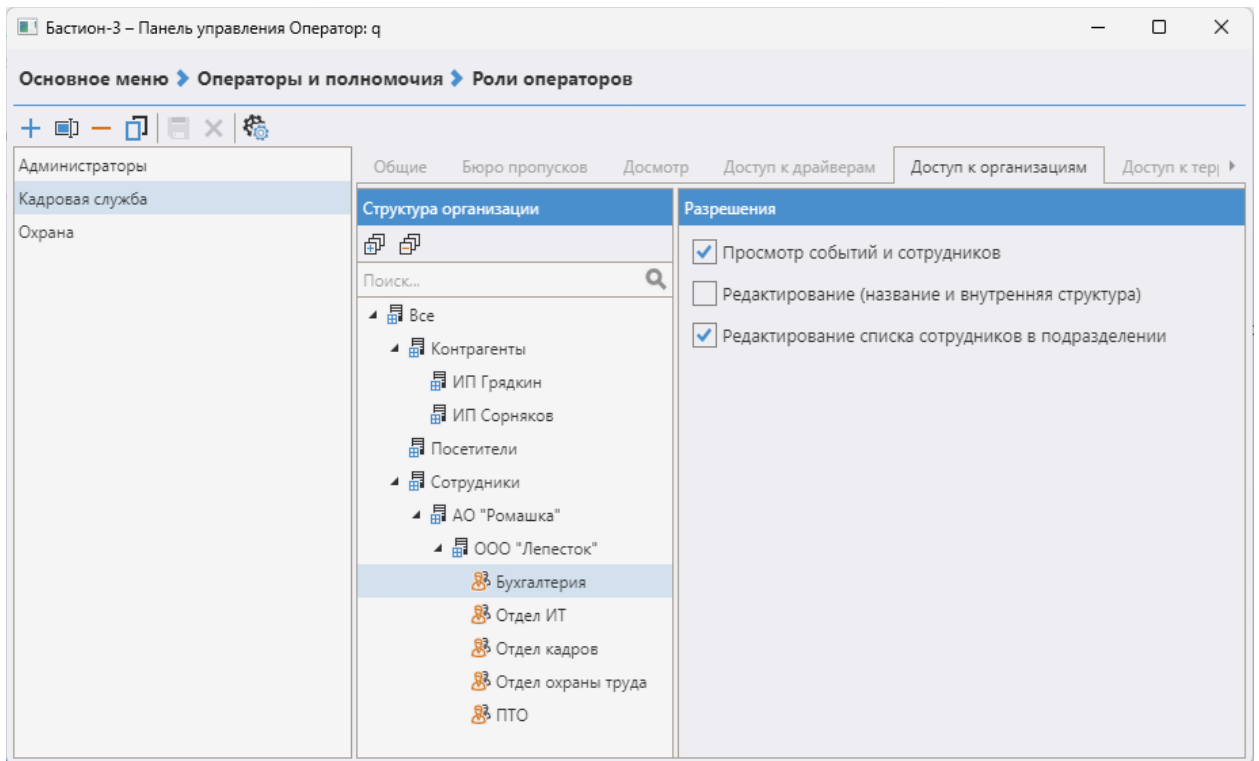 Бастион-3 – Панель управления Оператор: q
Основное меню Операторы и полномочия Роли операторов
Администраторы
Кадровая служба
Охрана
Общие Бюро пропусков Досмотр Доступ к драйверам Доступ к организациям Доступ к тер
Структура организации
Поиск...
Все
Контрагенты
ИП Грядкин
ИП Сорняков
Посетители
Сотрудники
АО "Ромашка"
ООО "Лепесток"
Бухгалтерия
Отдел ИТ
Отдел кадров
Отдел охраны труда
ПТО
Разрешения
Просмотр событий и сотрудников
Редактирование (название и внутренняя структура)
Редактирование списка сотрудников в подразделении